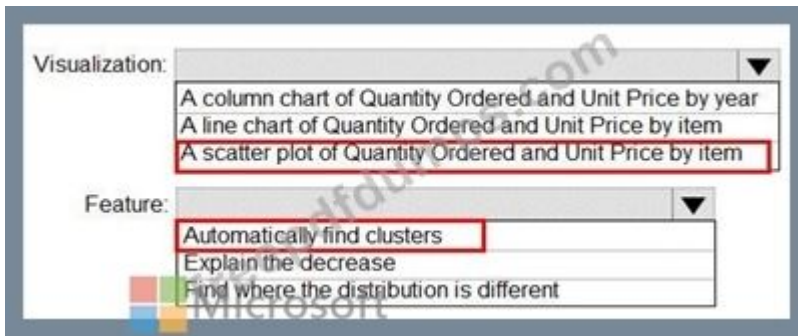 Visualization:
A column chart of Quantity Ordered and Unit Price by year
A line chart of Quantity Ordered and Unit Price by item
A scatter plot of Quantity Ordered and Unit Price by item
Feature:
Automatically find clusters
Explain the decrease
Find where the distribution is different
freepdfdumps.com
Microsoft